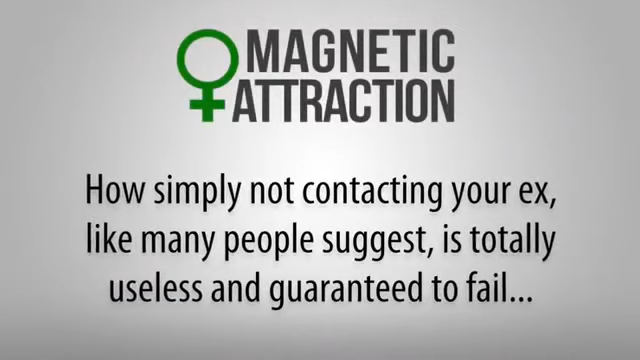 MAGNETIC
ATTRACTION
How simply not contacting your ex,
like many people suggest, is totally
useless and guaranteed to fail...